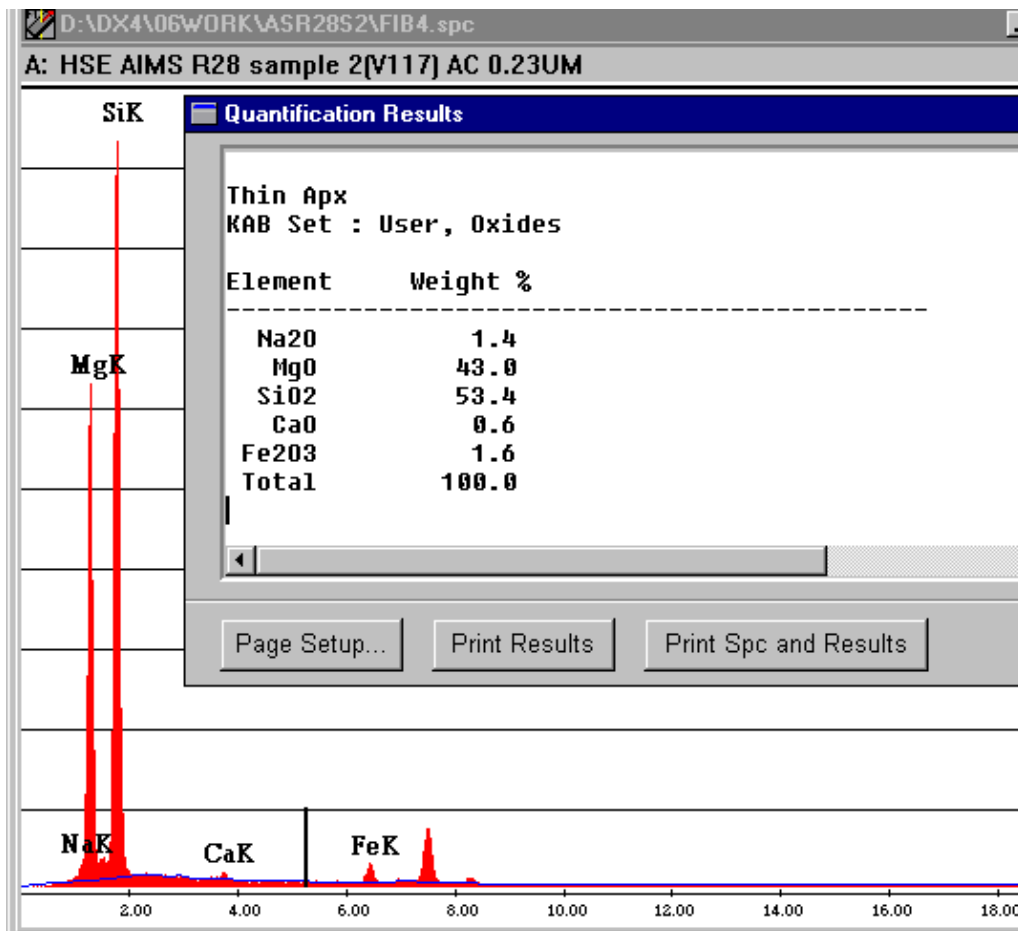 D:\DX4\06WORK\ASR28S2\FIB4.spc
A: HSE AIMS R28 sample 2(V117) AC 0.23UM
SiK
Quantification Results
Thin Apx
KAB Set : User, Oxides
Element Weight %
Na2O 1.4
MgO 43.0
SiO2 53.4
CaO 0.6
Fe2O3 1.6
Total 100.0
MgK
Page Setup... Print Results Print Spc and Results
NaK CaK FeK
2.00 4.00 6.00 8.00 10.00 12.00 14.00 16.00 18.00